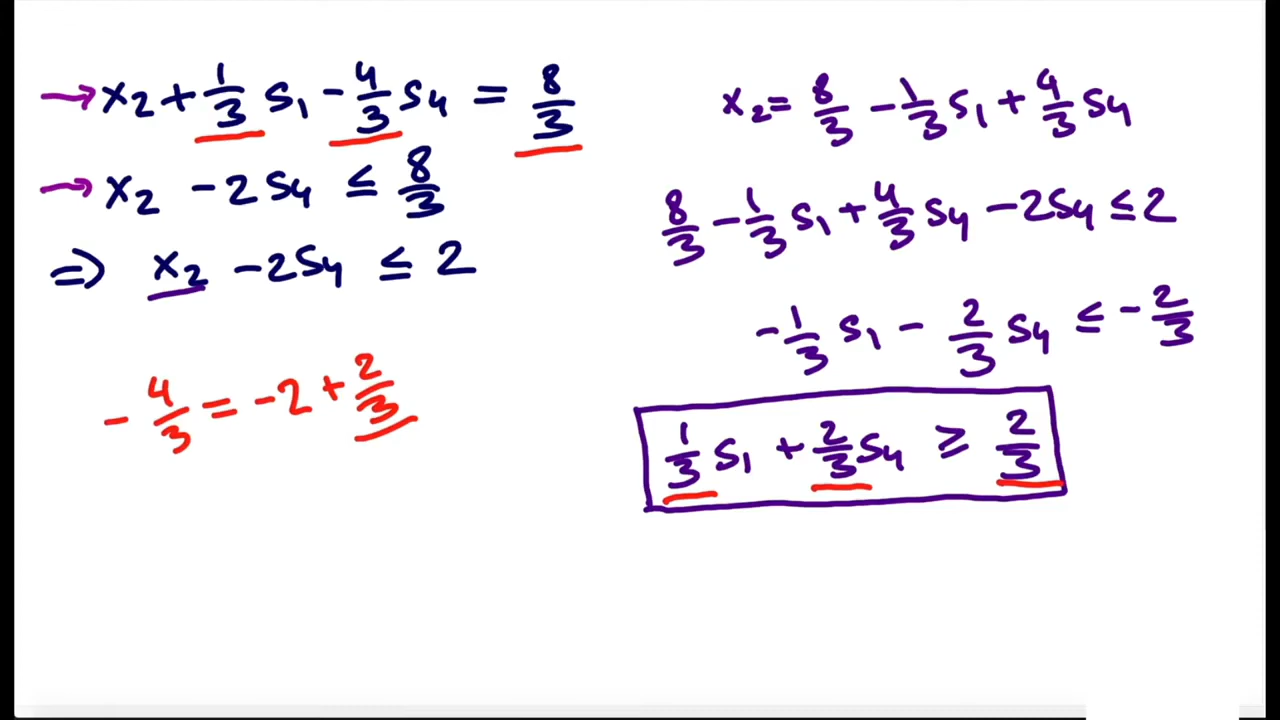 → x₂ + 1/3 s₁ - 4/3 s₄ = 8/3
→ x₂ - 2s₄ ≤ 8/3
⇒ x₂ - 2s₄ ≤ 2
- 4/3 = -2 + 2/3
x₂ = 8/3 - 1/3 s₁ + 4/3 s₄
8/3 - 1/3 s₁ + 4/3 s₄ - 2s₄ ≤ 2
- 1/3 s₁ - 2/3 s₄ ≤ - 2/3
1/3 s₁ + 2/3 s₄ ≥ 2/3